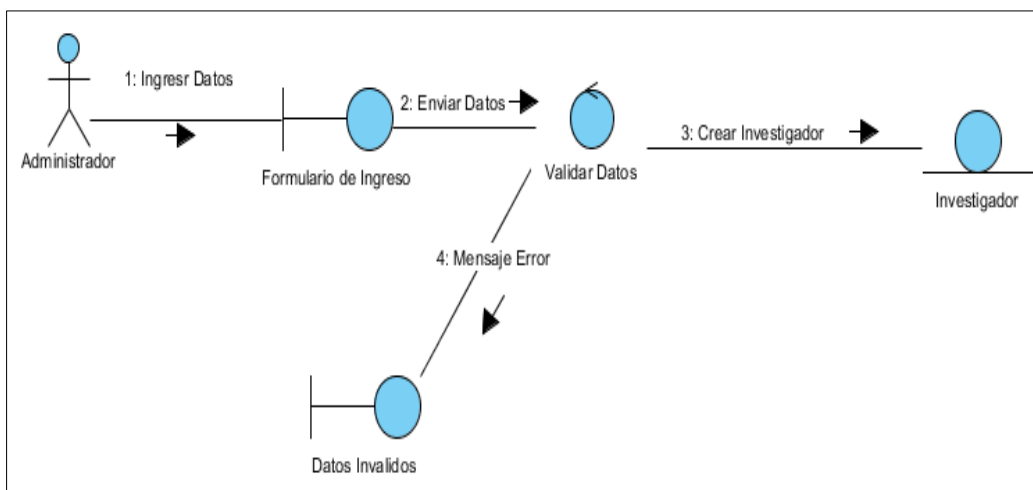 1: Ingresr Datos
2: Enviar Datos
3: Crear Investigador
Administrador
Formulario de Ingreso
Validar Datos
Investigador
4: Mensaje Error
Datos Invalidos